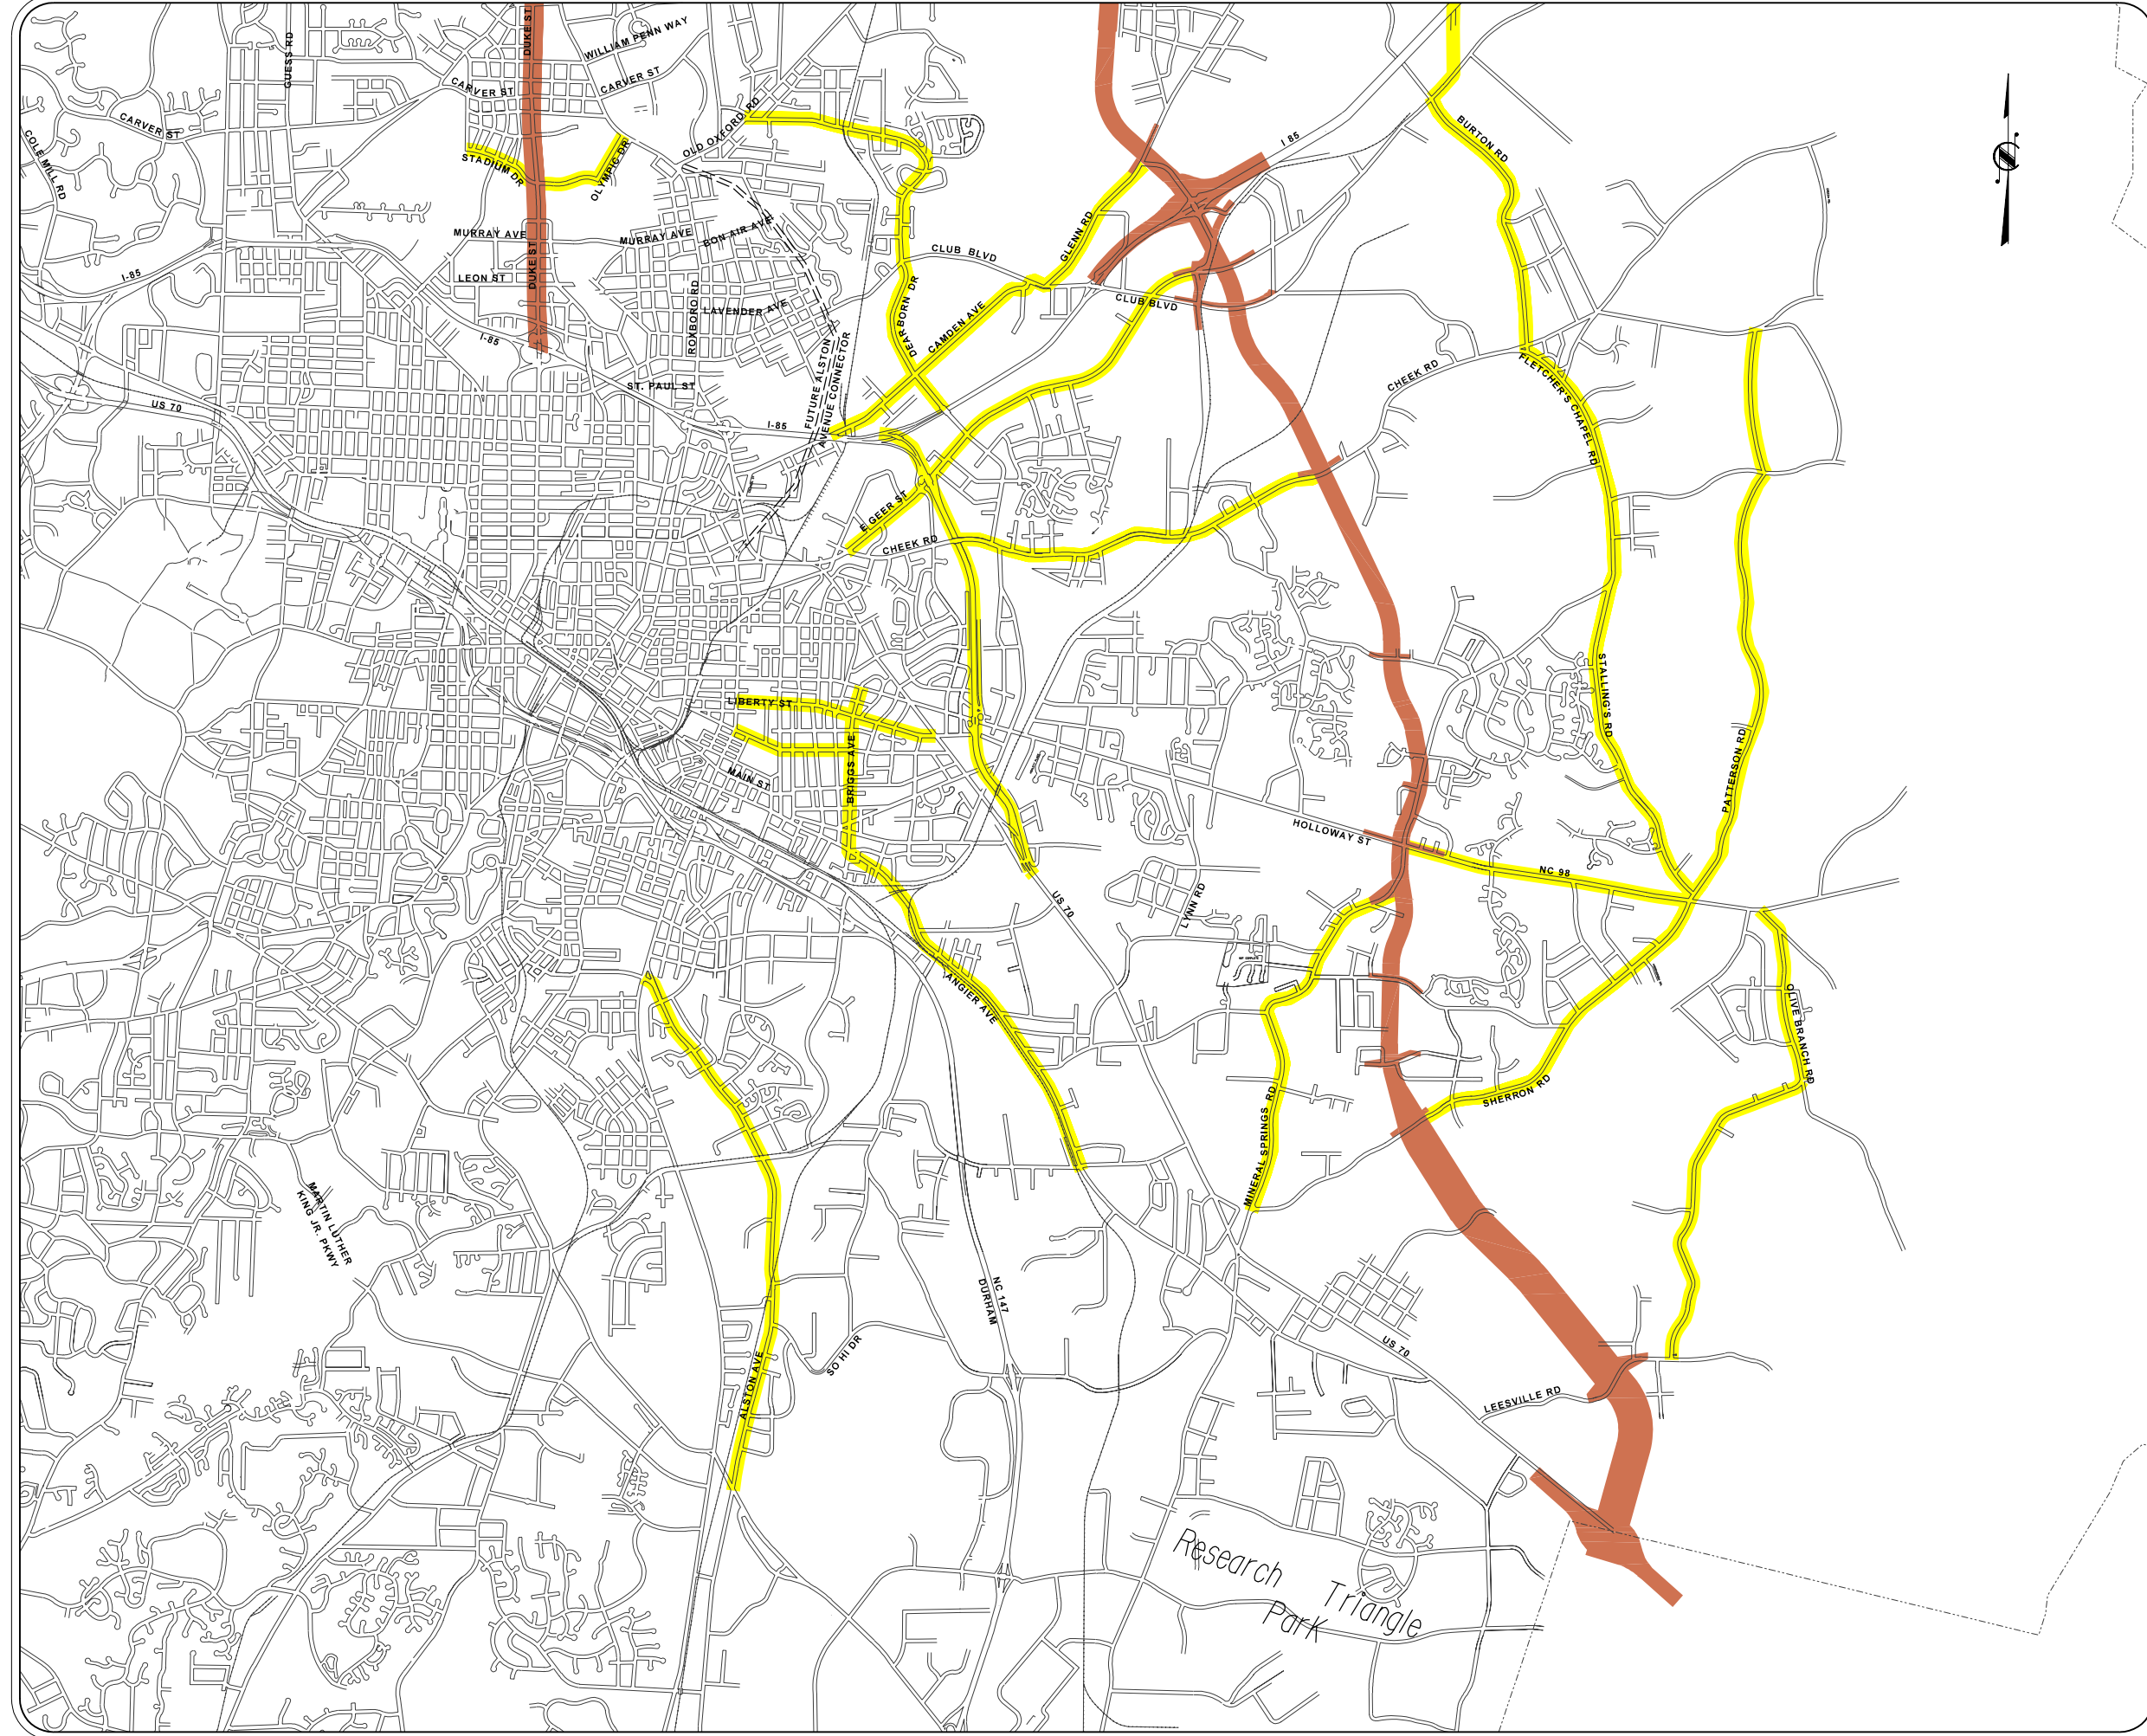 DUKE ST
WILLIAM PENN WAY
GUESS RD
CARVER ST
CARVER ST
CARVER ST
COLE MILL RD
OLD OXFORD RD
STADIUM DR
OLYMPIC DR
I 85
BURTON RD
MURRAY AVE
MURRAY AVE
BON AIR AVE
GLENN RD
CLUB BLVD
I-85
LEON ST
DUKE ST
ROXBORO RD
LAVENDER AVE
DEARBORN DR
CAMDEN AVE
CLUB BLVD
I-85
FUTURE ALSTON
AVENUE CONNECTOR
ST. PAUL ST
CHEEK RD
FLETCHER'S CHAPEL RD
US 70
I-85
E GEER ST
CHEEK RD
LIBERTY ST
STALLING'S RD
BRIGGS AVE
MAIN ST
PATTERSON RD
HOLLOWAY ST
NC 98
US 70
LYNN RD
ANGIER AVE
OLIVE BRANCH RD
SHERRON RD
MINERAL SPRINGS RD
MARTIN LUTHER
KING JR. PKWY
NC 147
DURHAM
SO HI DR
US 70
ALSTON AVE
LEESVILLE RD
Research
Triangle
Park